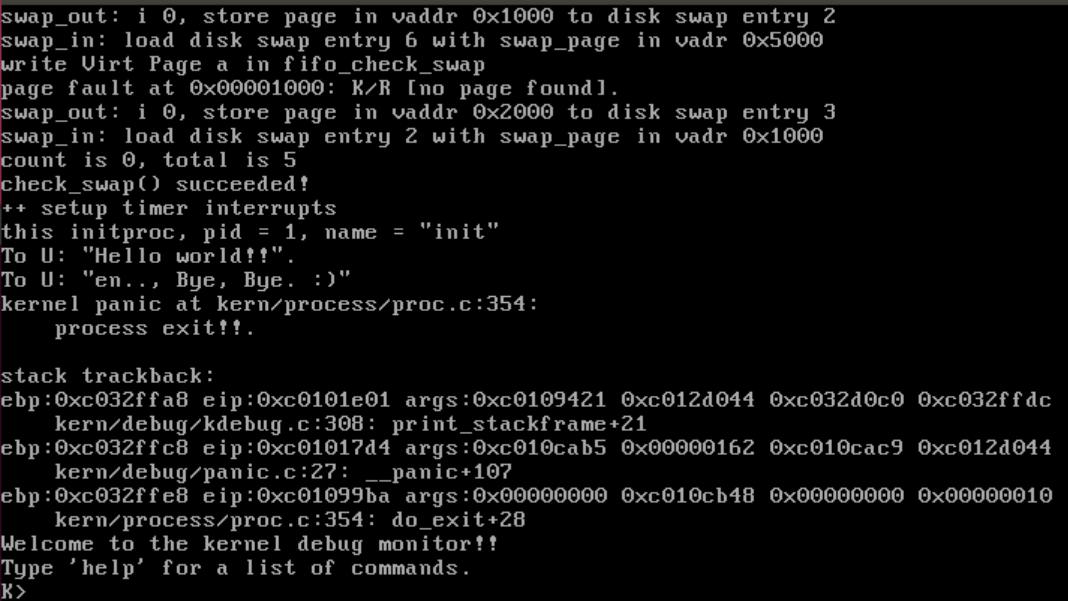 swap_out: i 0, store page in vaddr 0x1000 to disk swap entry 2
swap_in: load disk swap entry 6 with swap_page in vadr 0x5000
write Virt Page a in fifo_check_swap
page fault at 0x00001000: K/R [no page found].
swap_out: i 0, store page in vaddr 0x2000 to disk swap entry 3
swap_in: load disk swap entry 2 with swap_page in vadr 0x1000
count is 0, total is 5
check_swap() succeeded!
++ setup timer interrupts
this initproc, pid = 1, name = "init"
To U: "Hello world!!".
To U: "en.., Bye, Bye. :)"
kernel panic at kern/process/proc.c:354:
    process exit!!.

stack trackback:
ebp:0xc032ffa8 eip:0xc0101e01 args:0xc0109421 0xc012d044 0xc032d0c0 0xc032ffdc
    kern/debug/kdebug.c:308: print_stackframe+21
ebp:0xc032ffc8 eip:0xc01017d4 args:0xc010cab5 0x00000162 0xc010cac9 0xc012d044
    kern/debug/panic.c:27: __panic+107
ebp:0xc032ffe8 eip:0xc01099ba args:0x00000000 0xc010cb48 0x00000000 0x00000010
    kern/process/proc.c:354: do_exit+28
Welcome to the kernel debug monitor!!
Type 'help' for a list of commands.
K>